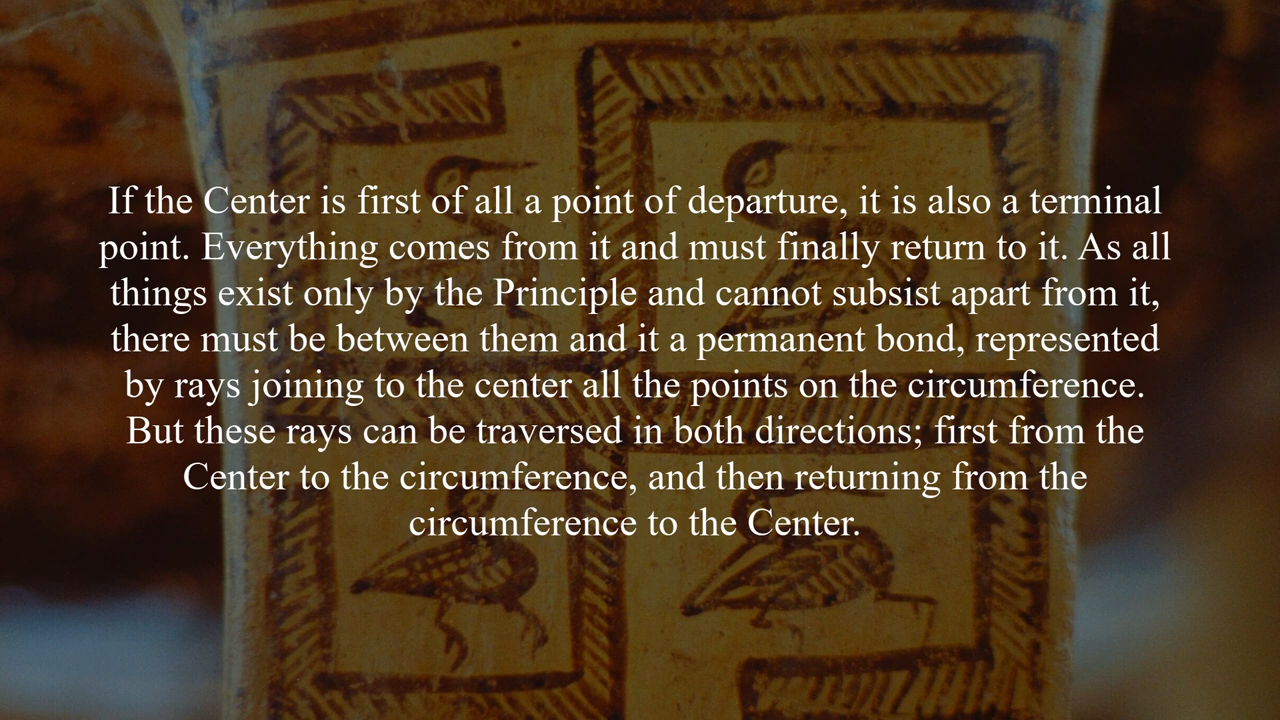 If the Center is first of all a point of departure, it is also a terminal
point. Everything comes from it and must finally return to it. As all
things exist only by the Principle and cannot subsist apart from it,
there must be between them and it a permanent bond, represented
by rays joining to the center all the points on the circumference.
But these rays can be traversed in both directions; first from the
Center to the circumference, and then returning from the
circumference to the Center.